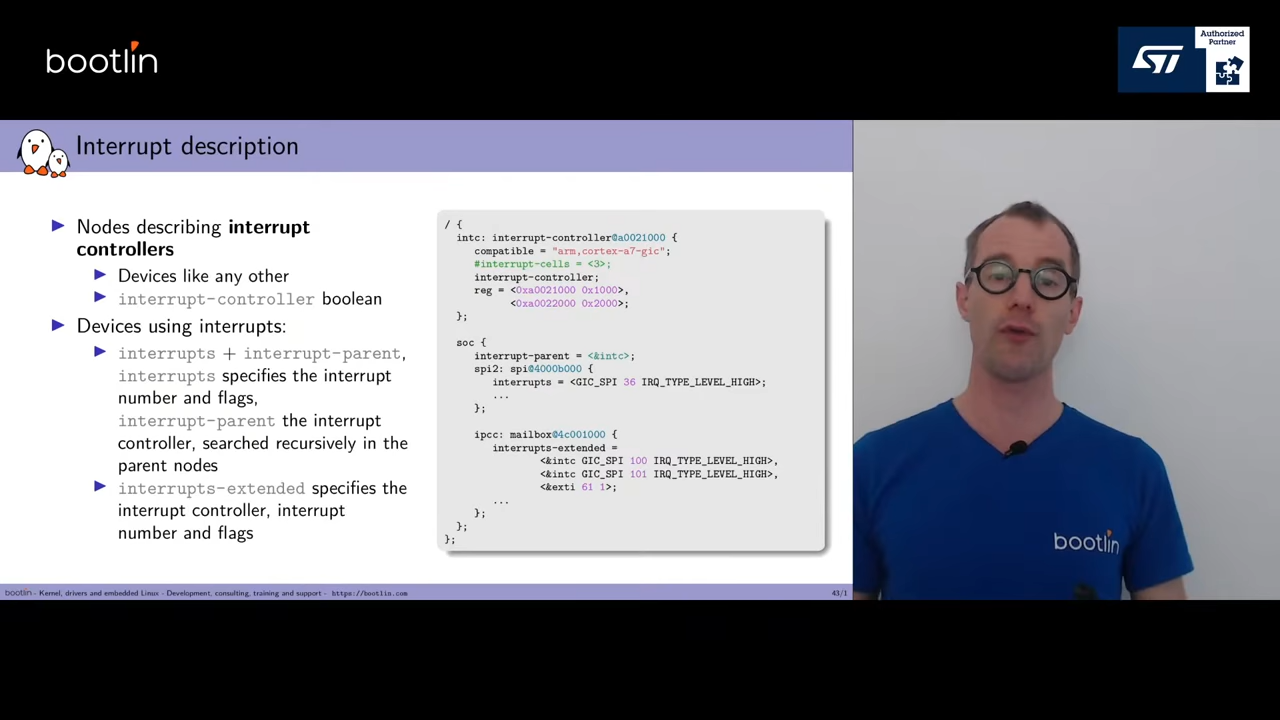 bootlin
ST
Authorized
Partner
Interrupt description
Nodes describing interrupt
controllers
Devices like any other
interrupt-controller boolean
Devices using interrupts:
interrupts + interrupt-parent,
interrupts specifies the interrupt
number and flags,
interrupt-parent the interrupt
controller, searched recursively in the
parent nodes
interrupts-extended specifies the
interrupt controller, interrupt
number and flags
/ {
intc: interrupt-controller@a0021000 {
compatible = "arm,cortex-a7-gic";
#interrupt-cells = <3>;
interrupt-controller;
reg = <0xa0021000 0x1000>,
<0xa0022000 0x2000>;
};
soc {
interrupt-parent = <&intc>;
spi2: spi@4000b000 {
interrupts = <GIC_SPI 36 IRQ_TYPE_LEVEL_HIGH>;
...
};
ipcc: mailbox@4c001000 {
interrupts-extended =
<&intc GIC_SPI 100 IRQ_TYPE_LEVEL_HIGH>,
<&intc GIC_SPI 101 IRQ_TYPE_LEVEL_HIGH>,
<&exti 61 1>;
...
};
};
};
bootlin
bootlin - Kernel, drivers and embedded Linux - Development, consulting, training and support - https://bootlin.com
43/1